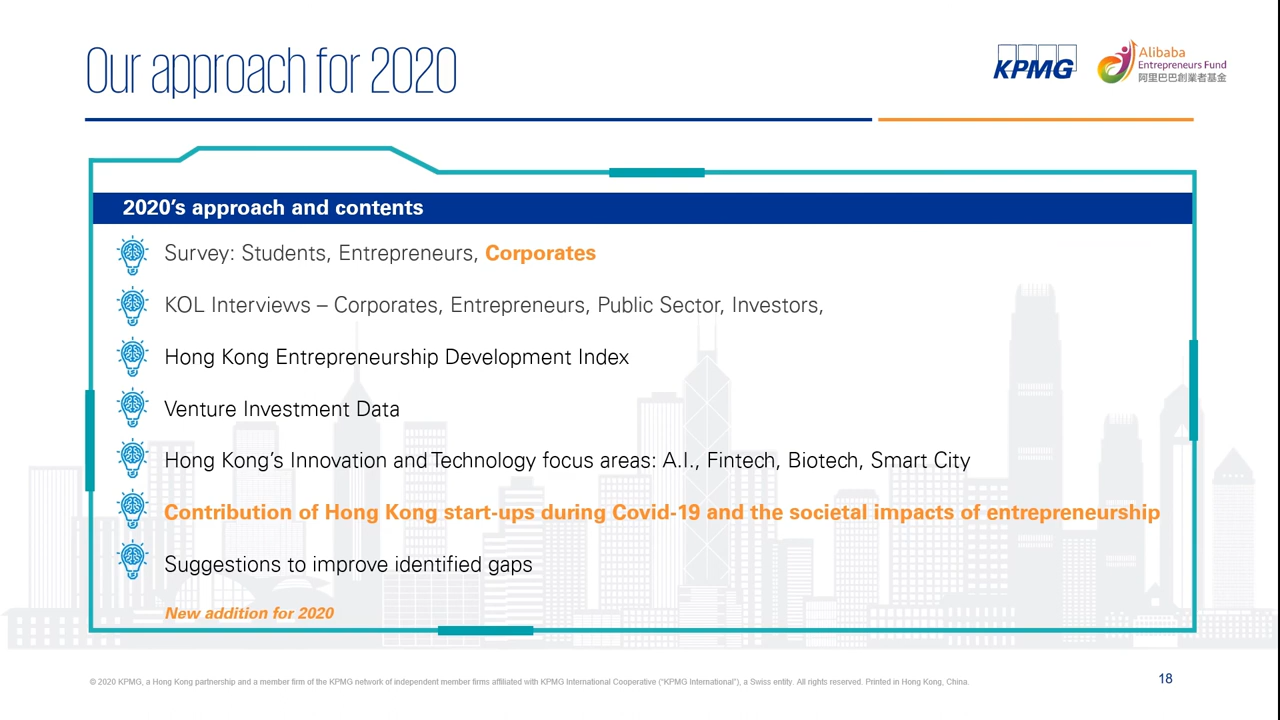 Our approach for 2020
KPMG
Alibaba
Entrepreneurs Fund
阿里巴巴創業者基金
2020’s approach and contents
Survey: Students, Entrepreneurs, Corporates
KOL Interviews – Corporates, Entrepreneurs, Public Sector, Investors,
Hong Kong Entrepreneurship Development Index
Venture Investment Data
Hong Kong’s Innovation and Technology focus areas: A.I., Fintech, Biotech, Smart City
Contribution of Hong Kong start-ups during Covid-19 and the societal impacts of entrepreneurship
Suggestions to improve identified gaps
New addition for 2020
© 2020 KPMG, a Hong Kong partnership and a member firm of the KPMG network of independent member firms affiliated with KPMG International Cooperative (“KPMG International”), a Swiss entity. All rights reserved. Printed in Hong Kong, China.
18